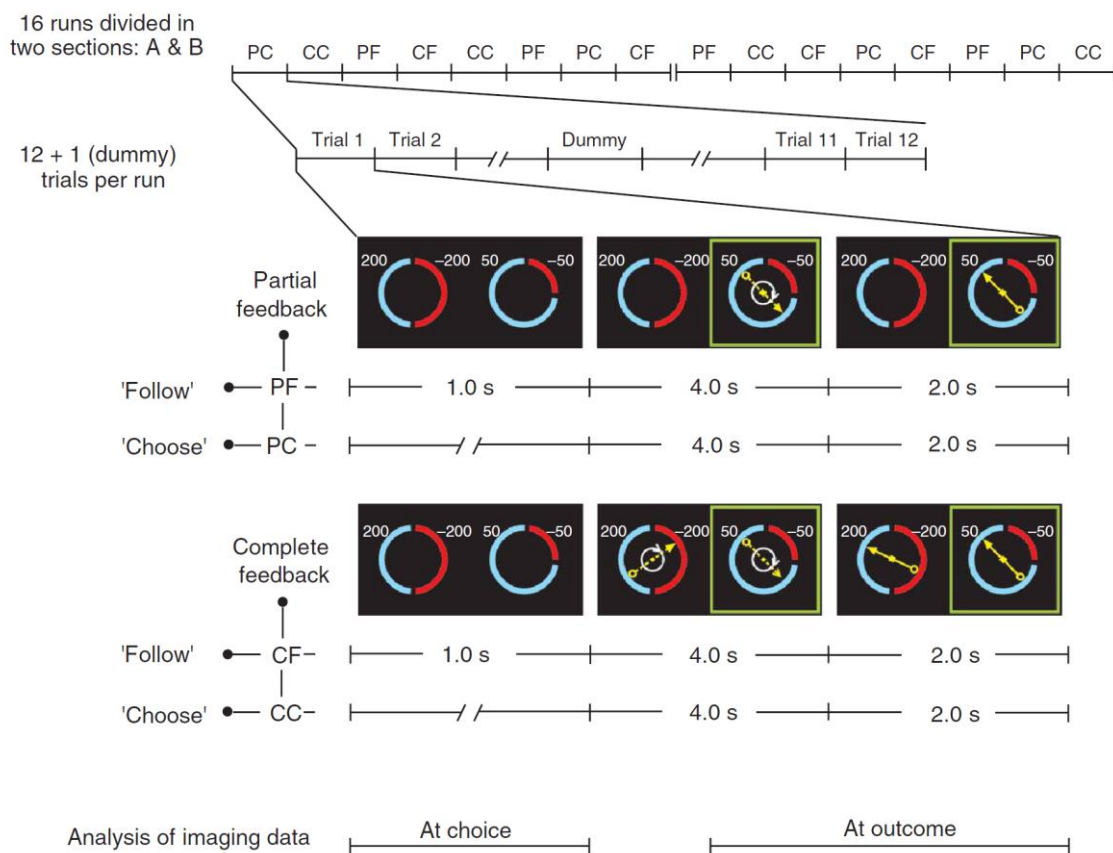 16 runs divided in
two sections: A & B
PC CC PF CF CC PF PC CF PF CC CF PC CF PF PC CC
12 + 1 (dummy)
trials per run
Trial 1 Trial 2 Dummy Trial 11 Trial 12
Partial
feedback
200 –200 50 –50 200 –200 50 –50 200 –200 50 –50
'Follow' PF 1.0 s 4.0 s 2.0 s
'Choose' PC 4.0 s 2.0 s
Complete
feedback
200 –200 50 –50 200 –200 50 –50 200 –200 50 –50
'Follow' CF 1.0 s 4.0 s 2.0 s
'Choose' CC 4.0 s 2.0 s
Analysis of imaging data At choice At outcome